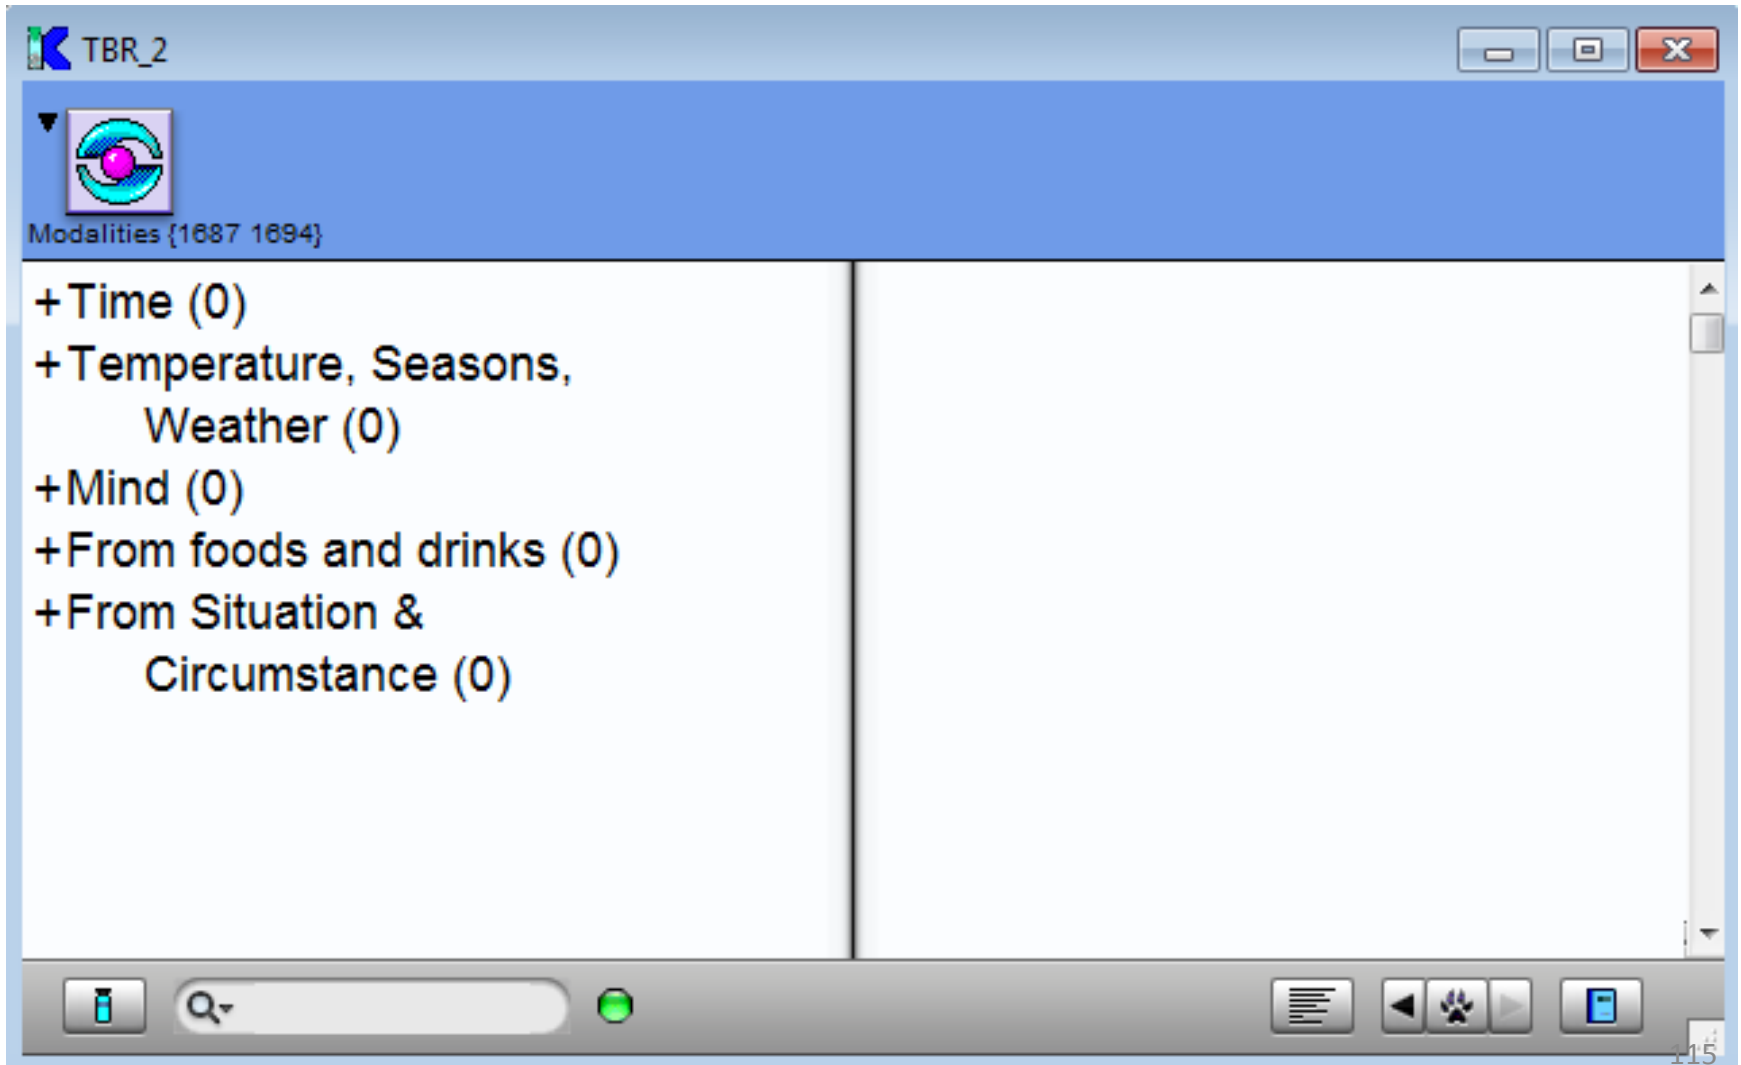 TBR_2
Modalities {1687 1694}
+Time (0)
+Temperature, Seasons,
Weather (0)
+Mind (0)
+From foods and drinks (0)
+From Situation &
Circumstance (0)
115